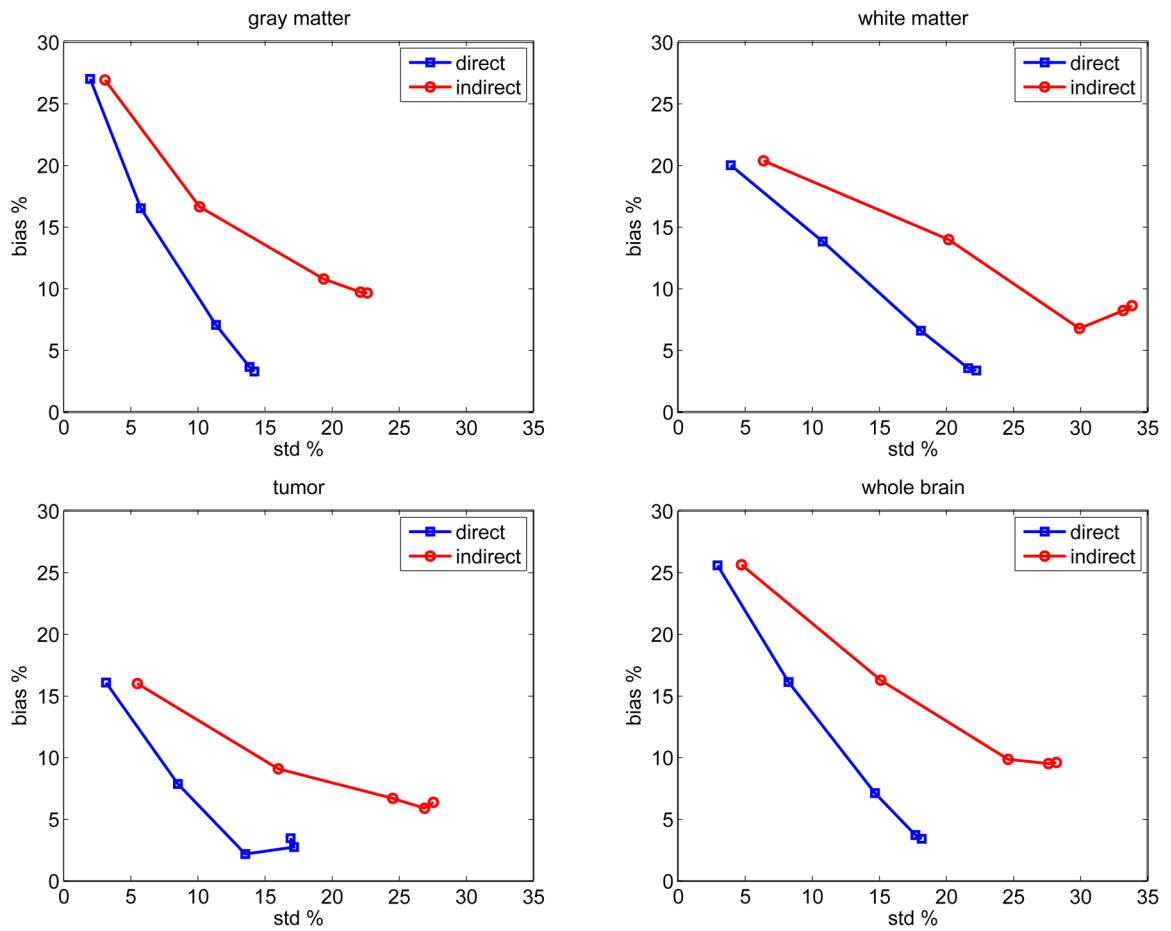 gray matter
30
25
20
15
10
5
0
bias %
0 5 10 15 20 25 30 35
std %
direct
indirect
white matter
30
25
20
15
10
5
0
bias %
0 5 10 15 20 25 30 35
std %
direct
indirect
tumor
30
25
20
15
10
5
0
bias %
0 5 10 15 20 25 30 35
std %
direct
indirect
whole brain
30
25
20
15
10
5
0
bias %
0 5 10 15 20 25 30 35
std %
direct
indirect